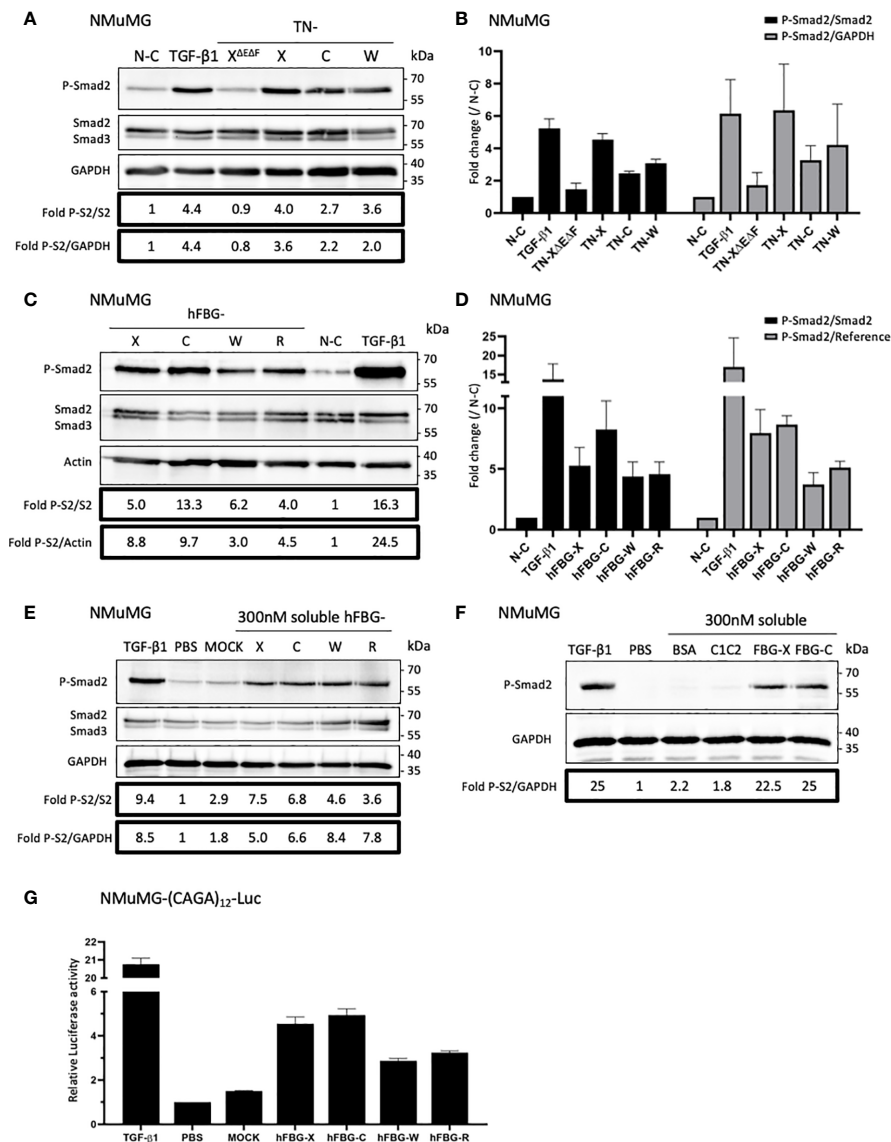 A NMuMG
TN-
N-C TGF-β1 XΔEΔF X C W kDa
P-Smad2
70
55
Smad2
Smad3
70
55
GAPDH
40
35
Fold P-S2/S2 1 4.4 0.9 4.0 2.7 3.6
Fold P-S2/GAPDH 1 4.4 0.8 3.6 2.2 2.0
B NMuMG
P-Smad2/Smad2
P-Smad2/GAPDH
Fold change (/ N-C)
10
8
6
4
2
0
N-C TGF-β1 TN-XΔEΔF TN-X TN-C TN-W N-C TGF-β1 TN-XΔEΔF TN-X TN-C TN-W
C NMuMG
hFBG-
X C W R N-C TGF-β1 kDa
P-Smad2
70
55
Smad2
Smad3
70
55
Actin
40
35
Fold P-S2/S2 5.0 13.3 6.2 4.0 1 16.3
Fold P-S2/Actin 8.8 9.7 3.0 4.5 1 24.5
D NMuMG
P-Smad2/Smad2
P-Smad2/Reference
Fold change (/ N-C)
25
20
15
10
5
0
N-C TGF-β1 hFBG-X hFBG-C hFBG-W hFBG-R N-C TGF-β1 hFBG-X hFBG-C hFBG-W hFBG-R
E NMuMG
300nM soluble hFBG-
TGF-β1 PBS MOCK X C W R kDa
P-Smad2
70
55
Smad2
Smad3
70
55
GAPDH
40
35
Fold P-S2/S2 9.4 1 2.9 7.5 6.8 4.6 3.6
Fold P-S2/GAPDH 8.5 1 1.8 5.0 6.6 8.4 7.8
F NMuMG
300nM soluble
TGF-β1 PBS BSA C1C2 FBG-X FBG-C kDa
P-Smad2
70
55
GAPDH
40
35
Fold P-S2/GAPDH 25 1 2.2 1.8 22.5 25
G NMuMG-(CAGA)12-Luc
Relative Luciferase activity
22
21
20
6
4
2
0
TGF-β1 PBS MOCK hFBG-X hFBG-C hFBG-W hFBG-R